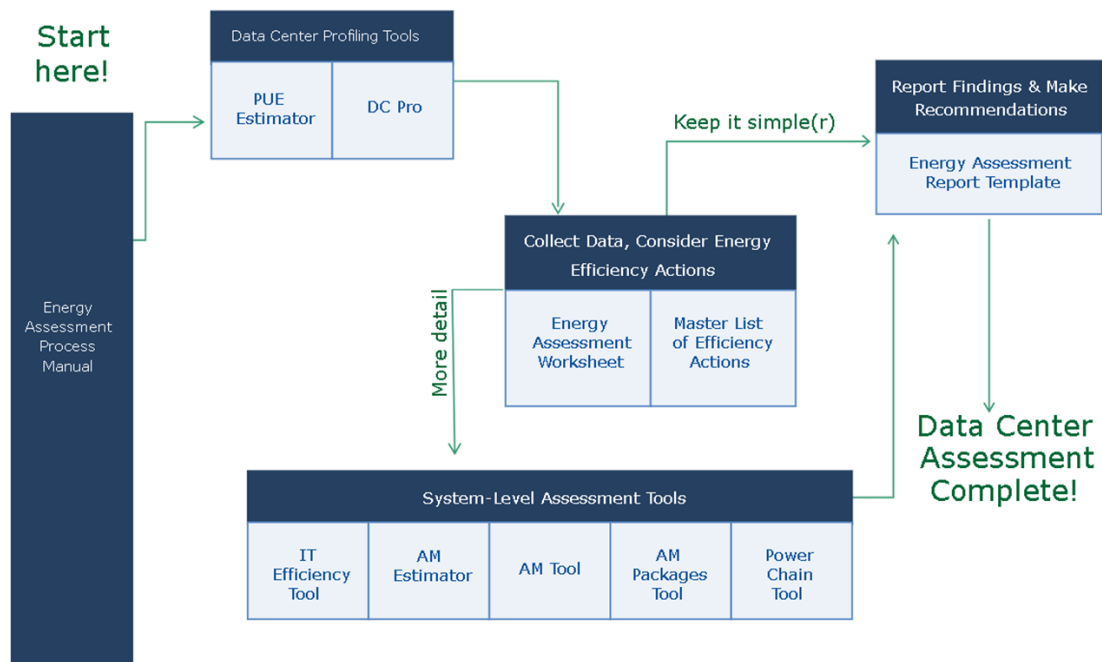 Start
here!
Energy
Assessment
Process
Manual
Data Center Profiling Tools
PUE
Estimator
DC Pro
Collect Data, Consider Energy
Efficiency Actions
Energy
Assessment
Worksheet
Master List
of Efficiency
Actions
Keep it simple(r)
More detail
Report Findings & Make
Recommendations
Energy Assessment
Report Template
System-Level Assessment Tools
IT
Efficiency
Tool
AM
Estimator
AM Tool
AM
Packages
Tool
Power
Chain
Tool
Data Center
Assessment
Complete!